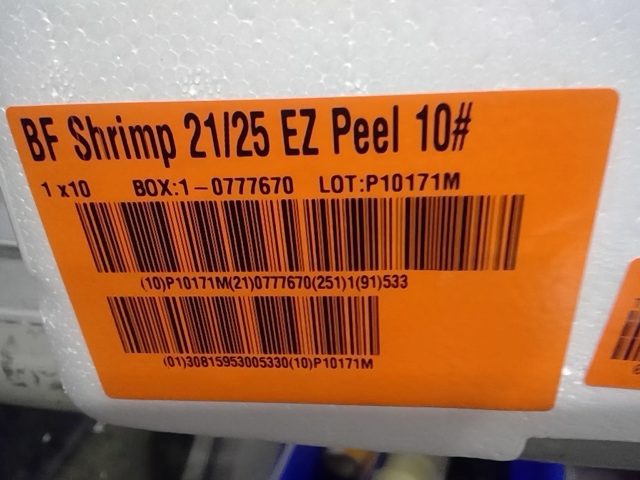 BF Shrimp 21/25 EZ Peel 10#
1 x10 BOX:1-0777670 LOT:P10171M
(10)P10171M(21)0777670(251)1(91)533
(01)30815953005330(10)P10171M